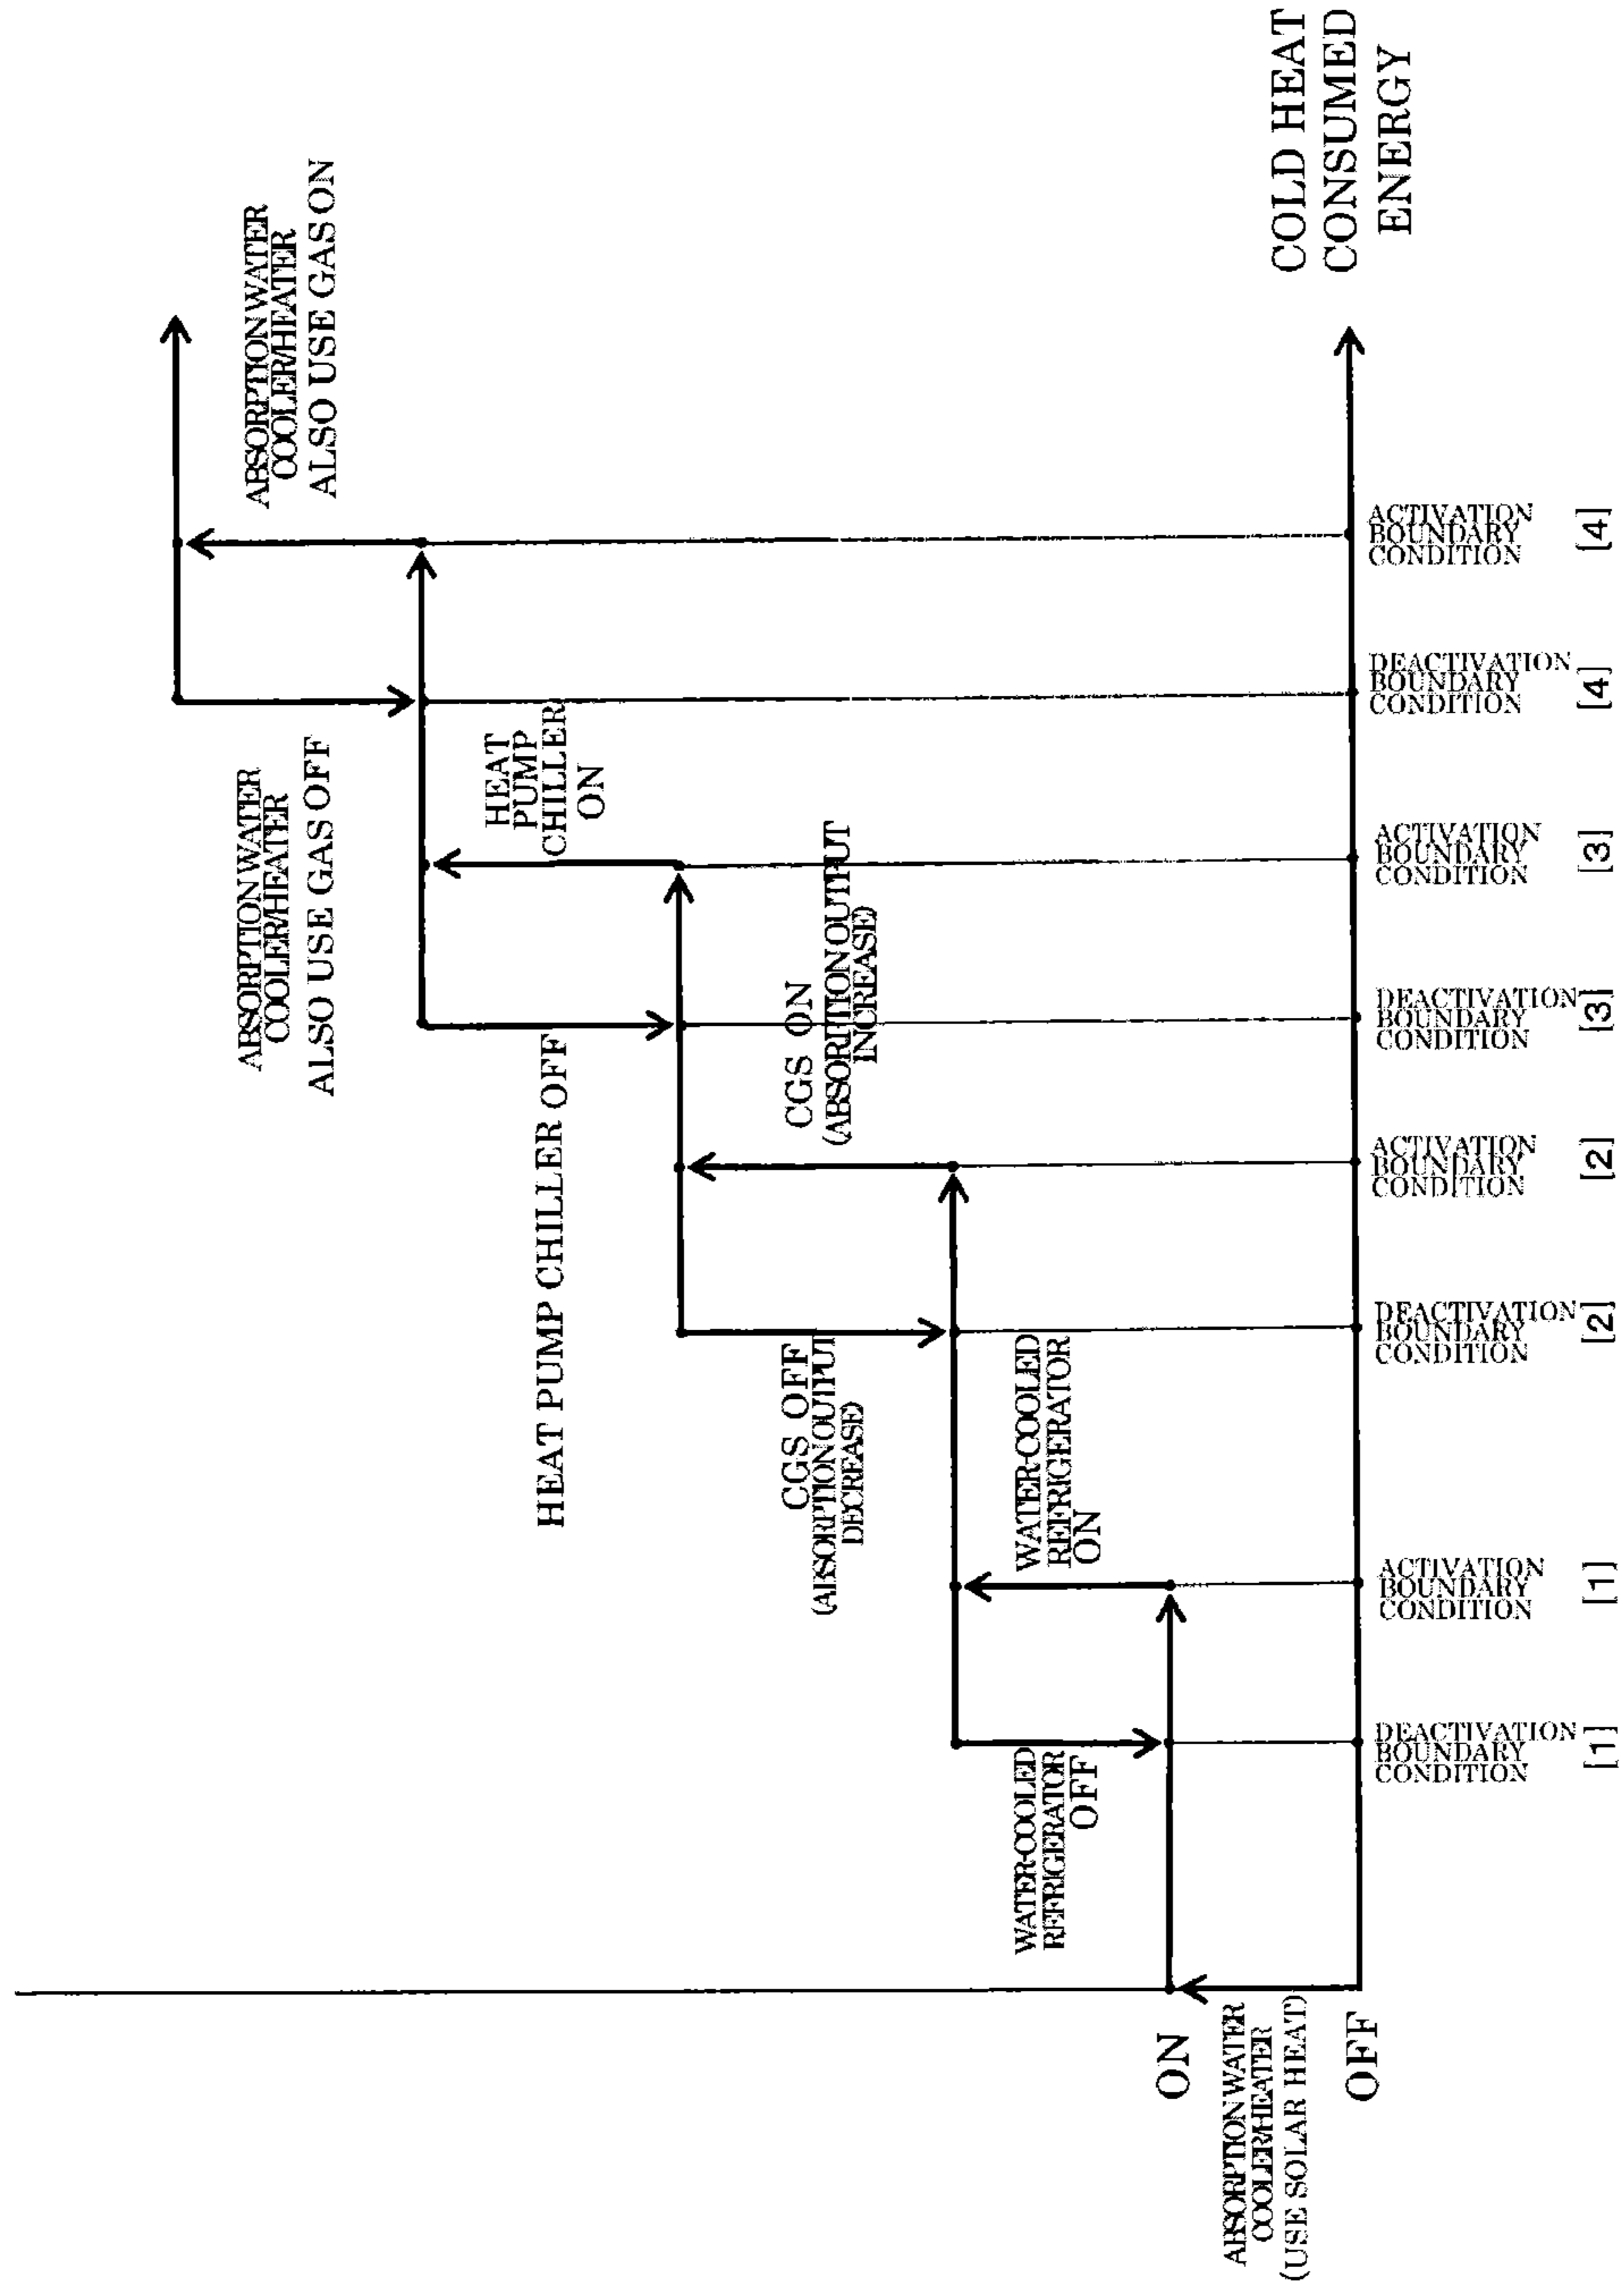 ABSORPTION WATER
COOLER/HEATER
ALSO USE GAS ON
ABSORPTION WATER
COOLER/HEATER
ALSO USE GAS OFF
HEAT
PUMP
CHILLER
ON
HEAT PUMP CHILLER OFF
CGS ON
(ABSORITION OUTPUT
INCREASE)
CGS OFF
(ABSORPTION OUTPUT
DECREASE)
WATER-COOLED
REFRIGERATOR
ON
WATER-COOLED
REFRIGERATOR
OFF
ON
ABSORPTION WATER
COOLER/HEATER
(USE SOLAR HEAT)
OFF
COLD HEAT
CONSUMED
ENERGY
DEACTIVATION
BOUNDARY
CONDITION
[1]
ACTIVATION
BOUNDARY
CONDITION
[1]
DEACTIVATION
BOUNDARY
CONDITION
[2]
ACTIVATION
BOUNDARY
CONDITION
[2]
DEACTIVATION
BOUNDARY
CONDITION
[3]
ACTIVATION
BOUNDARY
CONDITION
[3]
DEACTIVATION
BOUNDARY
CONDITION
[4]
ACTIVATION
BOUNDARY
CONDITION
[4]